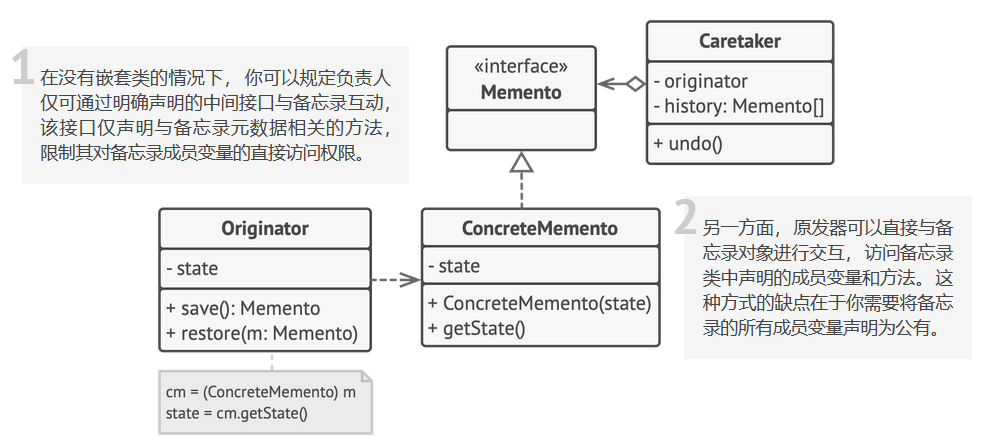 1
在没有嵌套类的情况下，你可以规定负责人
仅可通过明确声明的中间接口与备忘录互动，
该接口仅声明与备忘录元数据相关的方法，
限制其对备忘录成员变量的直接访问权限。
«interface»
Memento
Caretaker
- originator
- history: Memento[]
+ undo()
Originator
- state
+ save(): Memento
+ restore(m: Memento)
cm = (ConcreteMemento) m
state = cm.getState()
ConcreteMemento
- state
+ ConcreteMemento(state)
+ getState()
2
另一方面，原发器可以直接与备
忘录对象进行交互，访问备忘录
类中声明的成员变量和方法。这
种方式的缺点在于你需要将备忘
录的所有成员变量声明为公有。